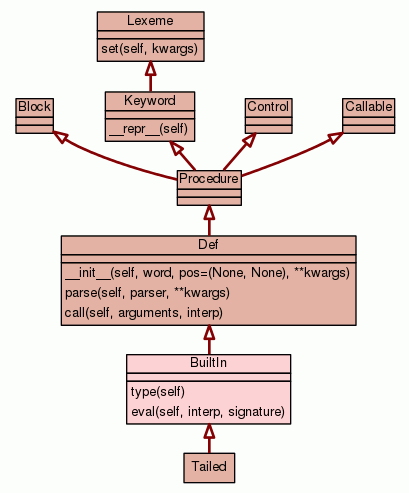 Lexeme
set(self, kwargs)
Block
Keyword
__repr__(self)
Control
Callable
Procedure
Def
__init__(self, word, pos=(None, None), **kwargs)
parse(self, parser, **kwargs)
call(self, arguments, interp)
BuiltIn
type(self)
eval(self, interp, signature)
Tailed